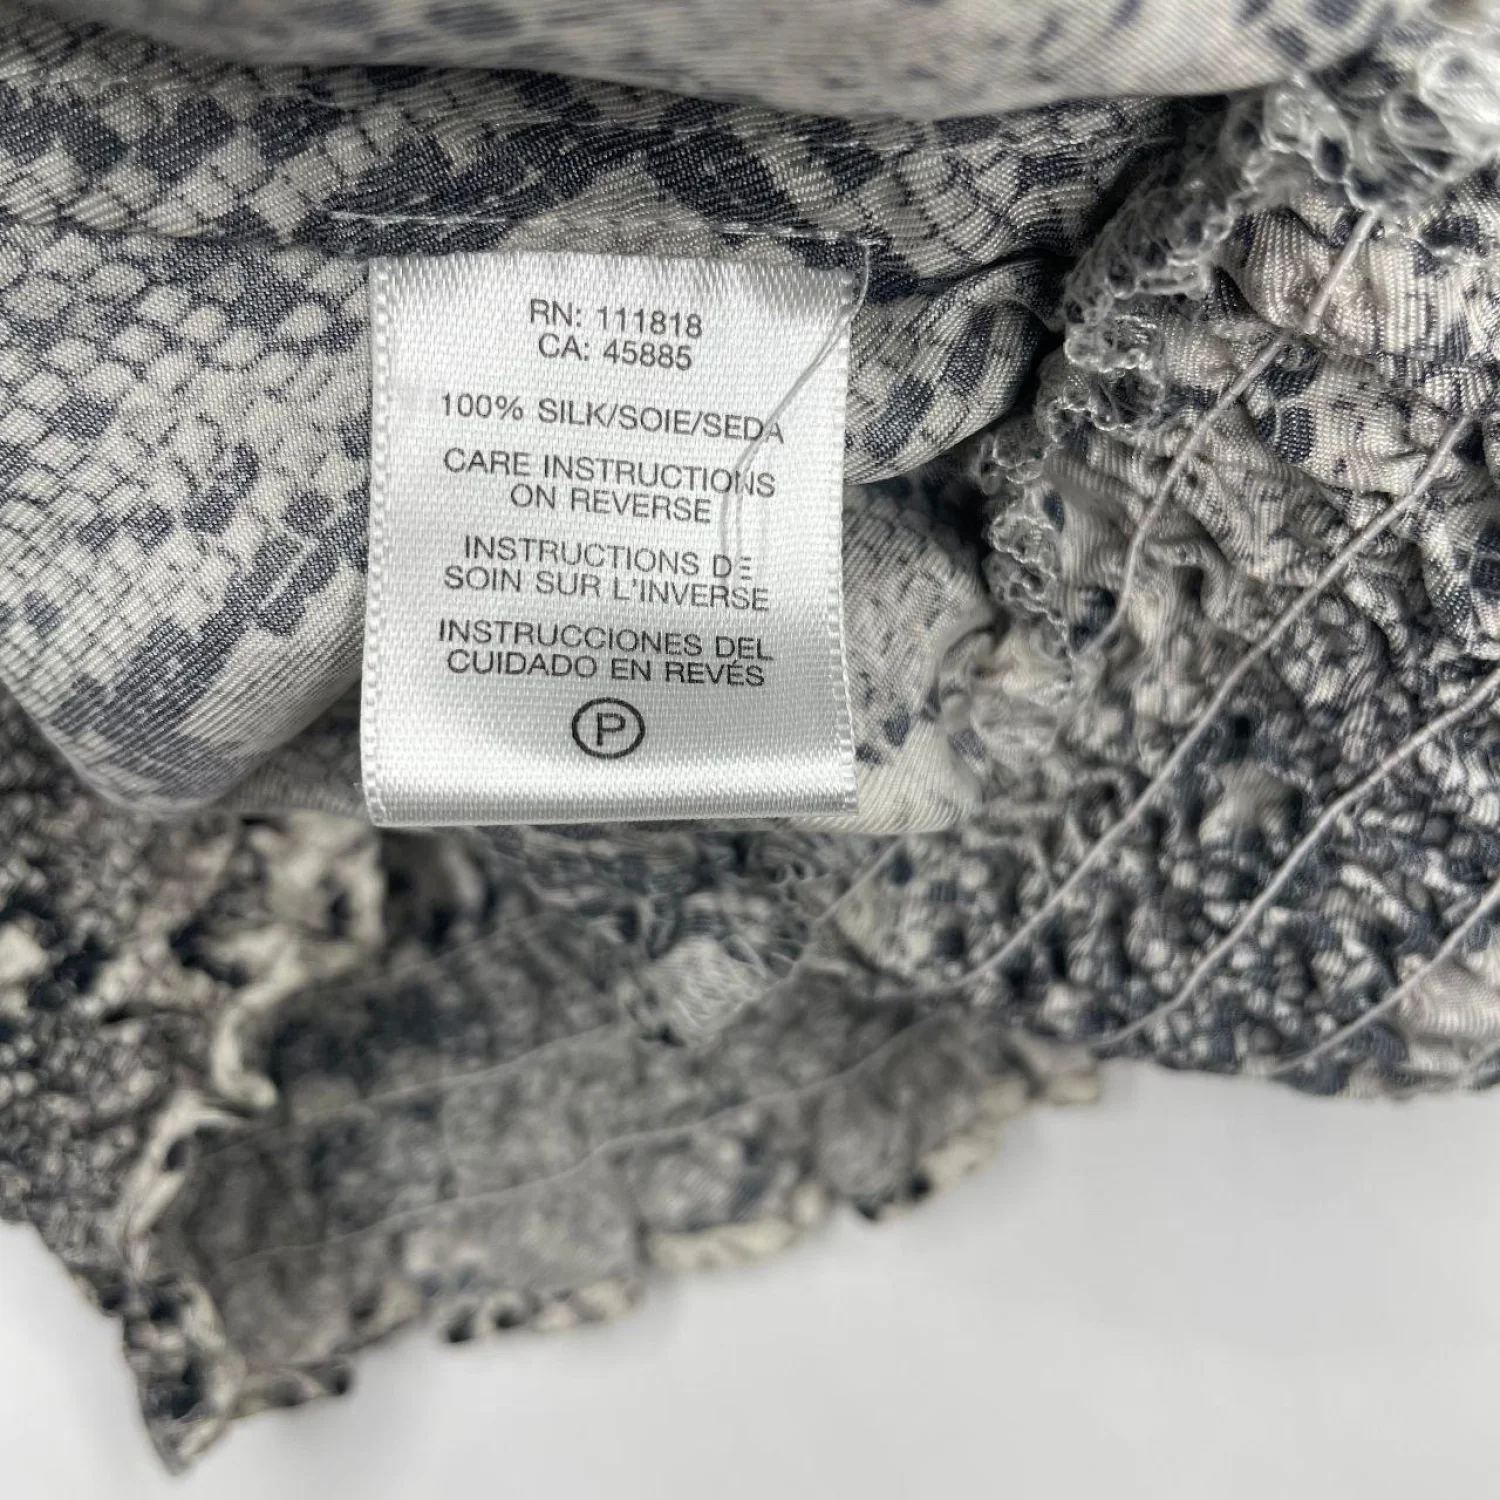 RN: 111818
CA: 45885
100% SILK/SOIE/SEDA
CARE INSTRUCTIONS
ON REVERSE
INSTRUCTIONS DE
SOIN SUR L'INVERSE
INSTRUCCIONES DEL
CUIDADO EN REVÉS
P